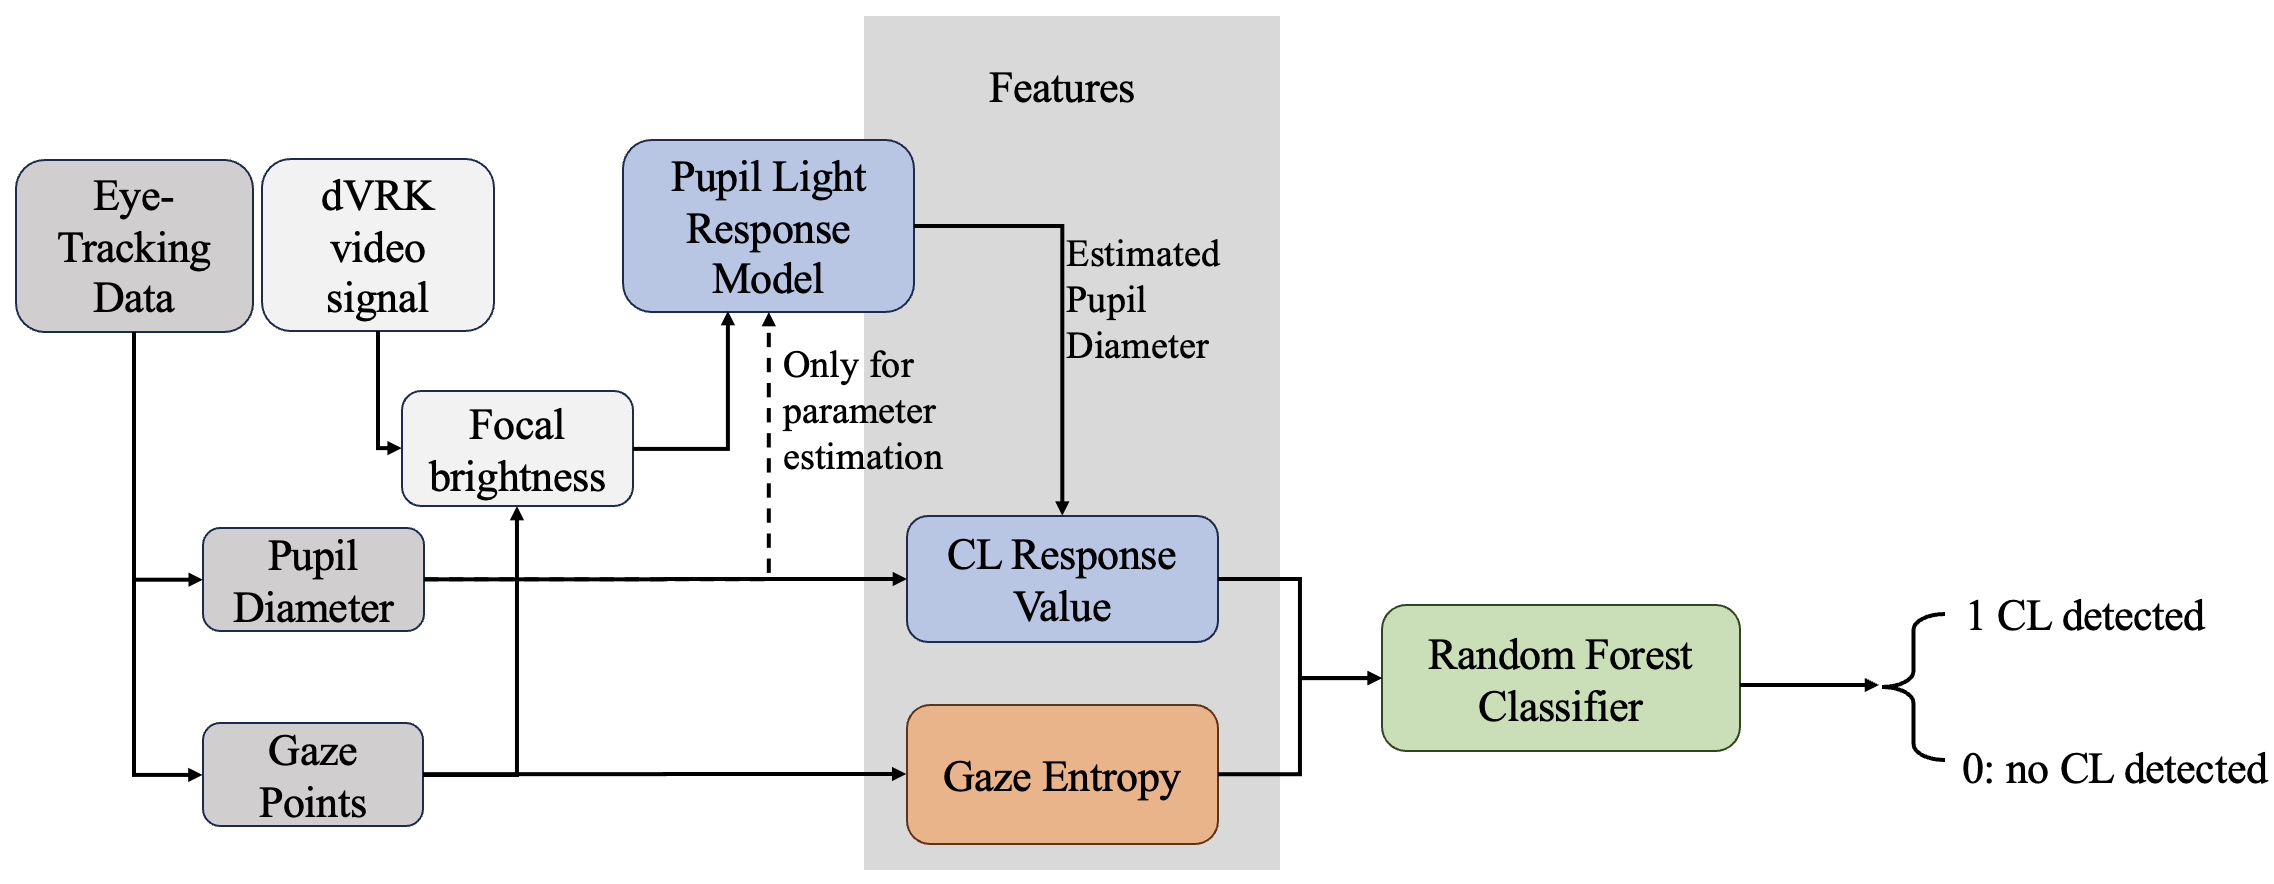 Features
Eye-
Tracking
Data
dVRK
video
signal
Pupil Light
Response
Model
Estimated
Pupil
Diameter
Only for
parameter
estimation
Focal
brightness
Pupil
Diameter
CL Response
Value
Gaze
Points
Gaze Entropy
Random Forest
Classifier
1 CL detected
0: no CL detected